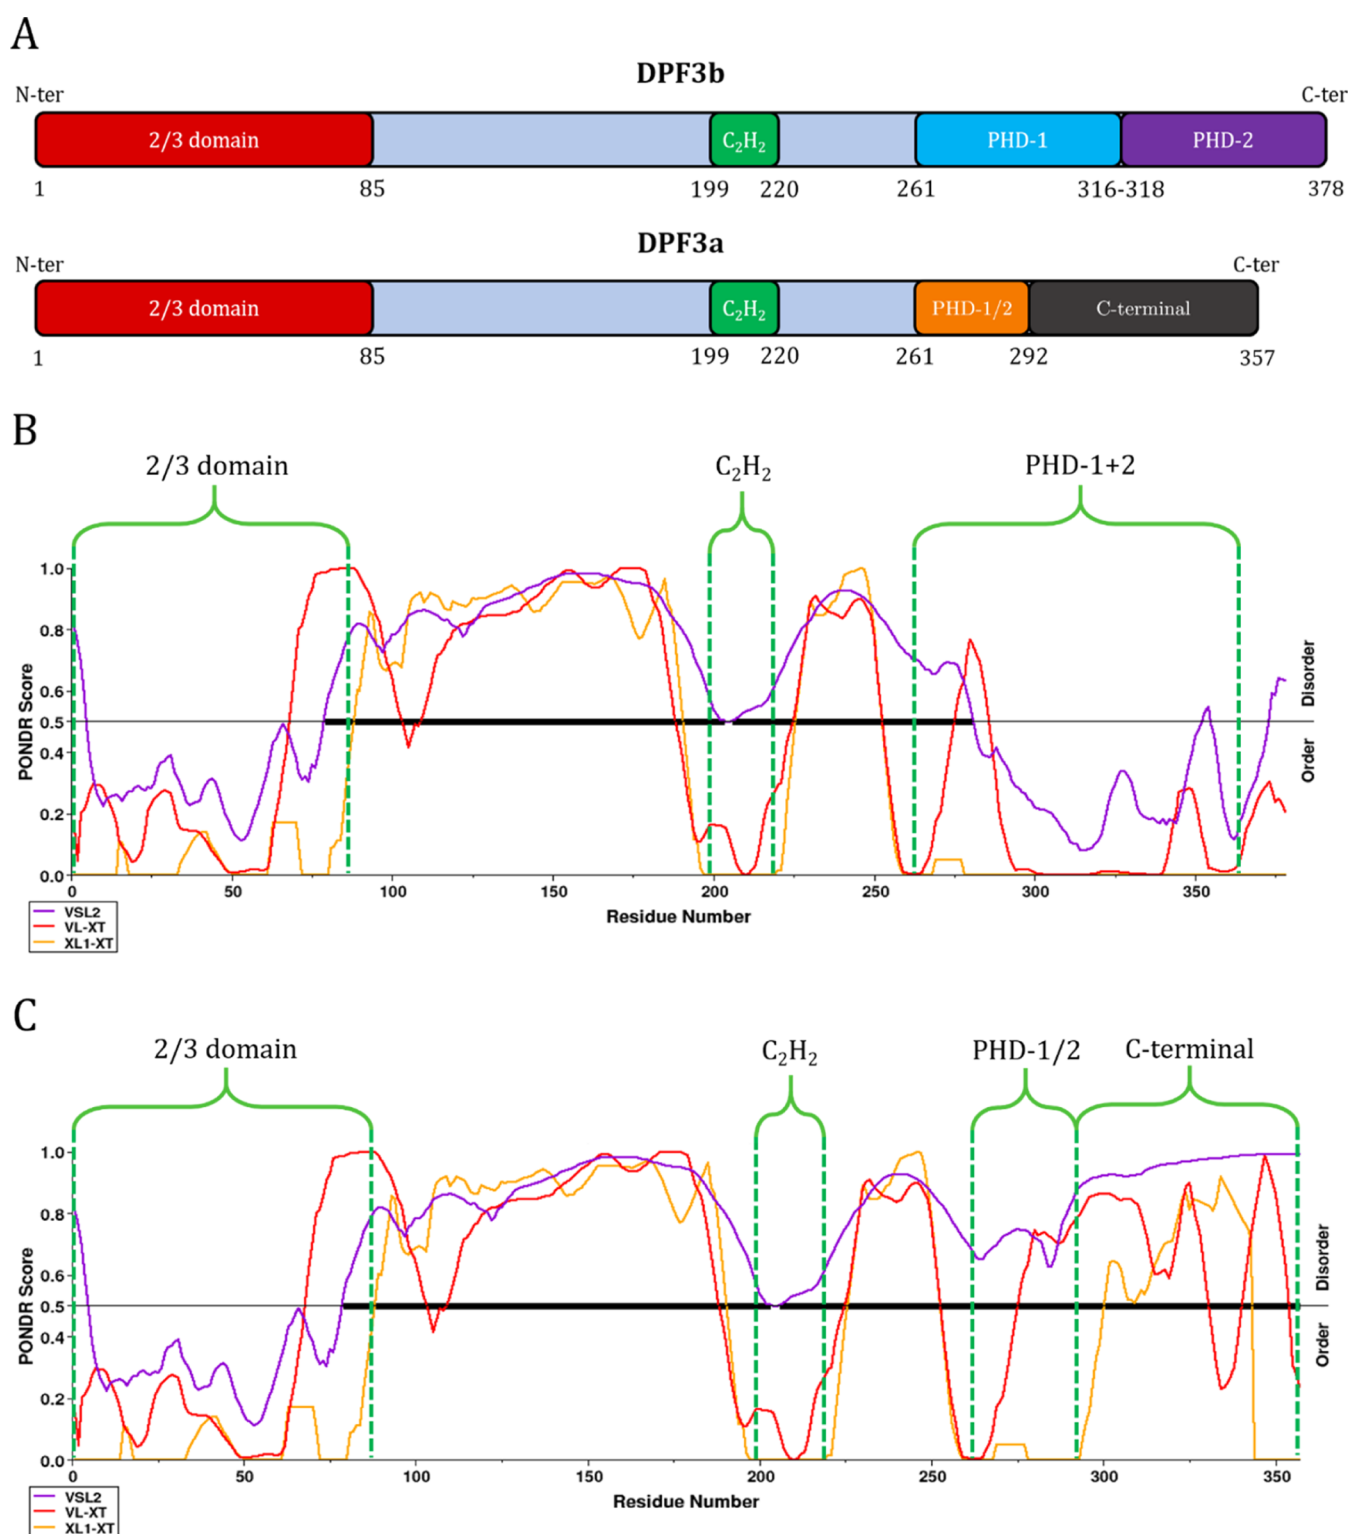 A
DPF3b
N-ter C-ter
2/3 domain C₂H₂ PHD-1 PHD-2
1 85 199 220 261 316-318 378
DPF3a
N-ter C-ter
2/3 domain C₂H₂ PHD-1/2 C-terminal
1 85 199 220 261 292 357
B
2/3 domain C₂H₂ PHD-1+2
1.0
0.8
0.6
0.5
0.4
0.2
0.0
PONDR Score
Disorder
Order
0 50 100 150 200 250 300 350
Residue Number
VSL2
VL-XT
XL1-XT
C
2/3 domain C₂H₂ PHD-1/2 C-terminal
1.0
0.8
0.6
0.5
0.4
0.2
0.0
PONDR Score
Disorder
Order
0 50 100 150 200 250 300 350
Residue Number
VSL2
VL-XT
XL1-XT